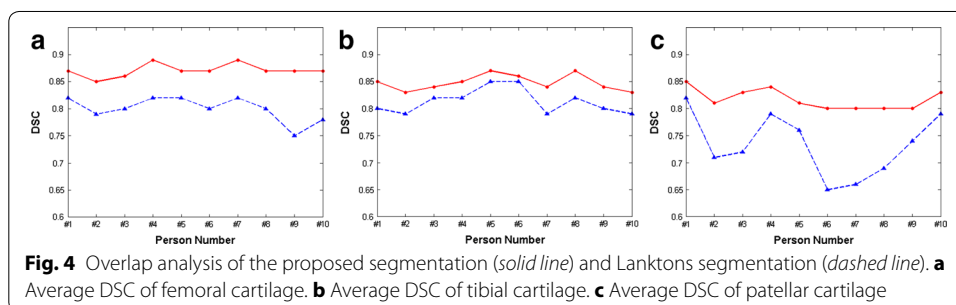 a b c
0.9 0.9 0.9
0.85 0.85 0.85
0.8 0.8 0.8
DSC DSC DSC
0.75 0.75 0.75
0.7 0.7 0.7
0.65 0.65 0.65
0.6 0.6 0.6
#1 #2 #3 #4 #5 #6 #7 #8 #9 #10 #1 #2 #3 #4 #5 #6 #7 #8 #9 #10 #1 #2 #3 #4 #5 #6 #7 #8 #9 #10
Person Number Person Number Person Number
Fig. 4 Overlap analysis of the proposed segmentation (solid line) and Lanktons segmentation (dashed line). a
Average DSC of femoral cartilage. b Average DSC of tibial cartilage. c Average DSC of patellar cartilage